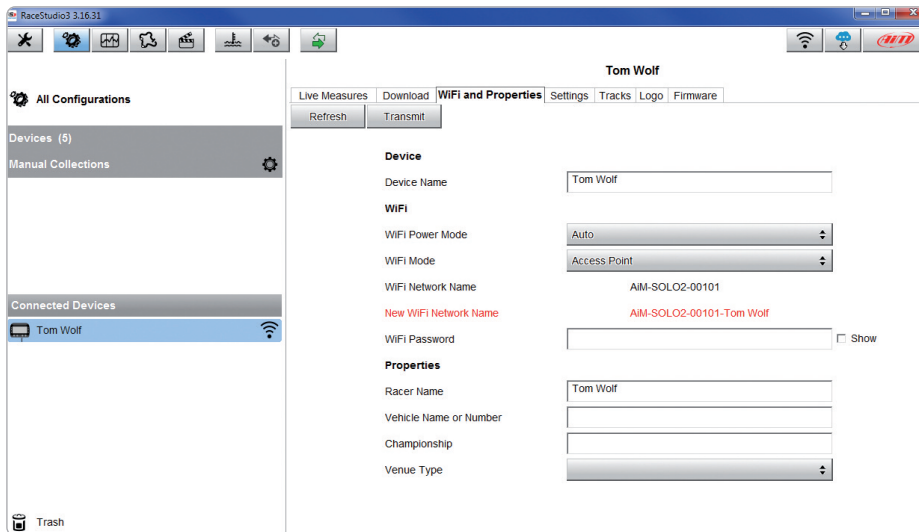 RaceStudio3 3.16.31
AiM
Tom Wolf
All Configurations
Live Measures Download WiFi and Properties Settings Tracks Logo Firmware
Refresh Transmit
Devices (5)
Manual Collections
Device
Device Name Tom Wolf
WiFi
WiFi Power Mode Auto
WiFi Mode Access Point
WiFi Network Name AiM-SOLO2-00101
Connected Devices
New WiFi Network Name AiM-SOLO2-00101-Tom Wolf
Tom Wolf
WiFi Password Show
Properties
Racer Name Tom Wolf
Vehicle Name or Number
Championship
Venue Type
Trash